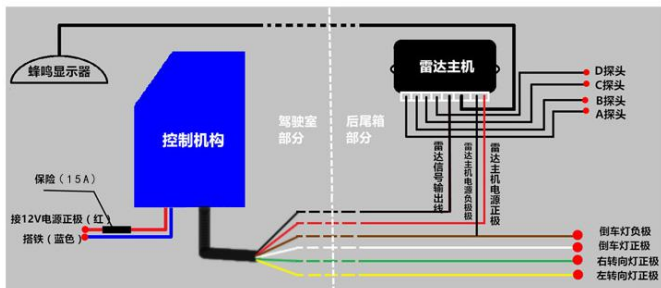 蜂鸣显示器
雷达主机
D探头
C探头
B探头
A探头
控制机构
驾驶室
部分
后尾箱
部分
雷达信号输出线
雷达主机电源负极极
雷达主机电源正极
保险（15A）
接12V电源正极（红）
搭铁（蓝色）
倒车灯负极
倒车灯正极
右转向灯正极
左转向灯正极